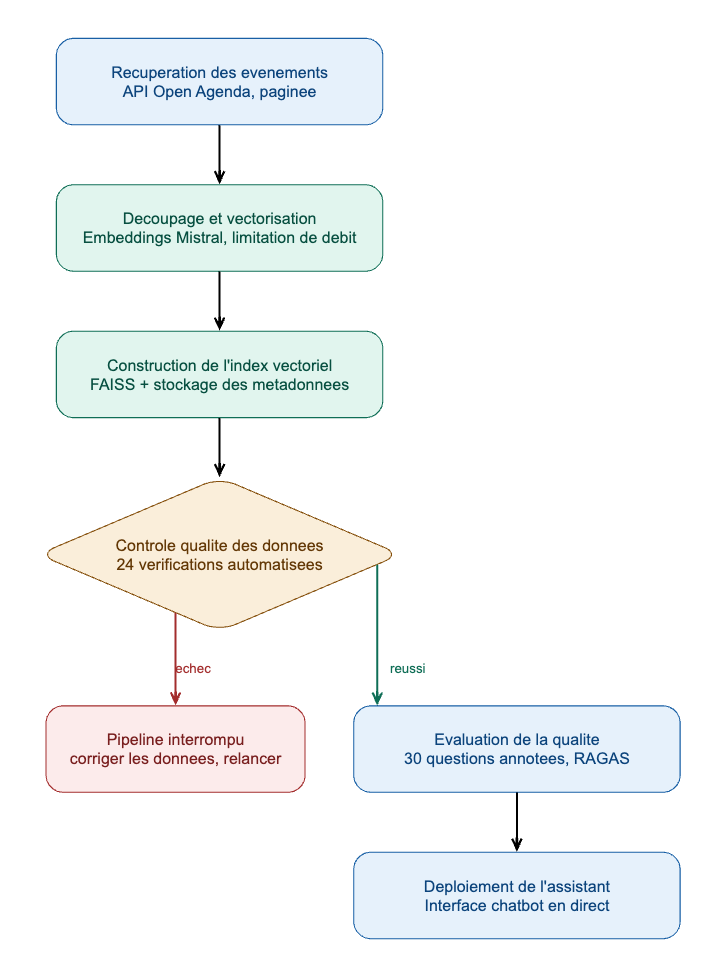 Recuperation des evenements
API Open Agenda, paginee
Decoupage et vectorisation
Embeddings Mistral, limitation de debit
Construction de l'index vectoriel
FAISS + stockage des metadonnees
Controle qualite des donnees
24 verifications automatisees
echec
reussi
Pipeline interrompu
corriger les donnees, relancer
Evaluation de la qualite
30 questions annotees, RAGAS
Deploiement de l'assistant
Interface chatbot en direct